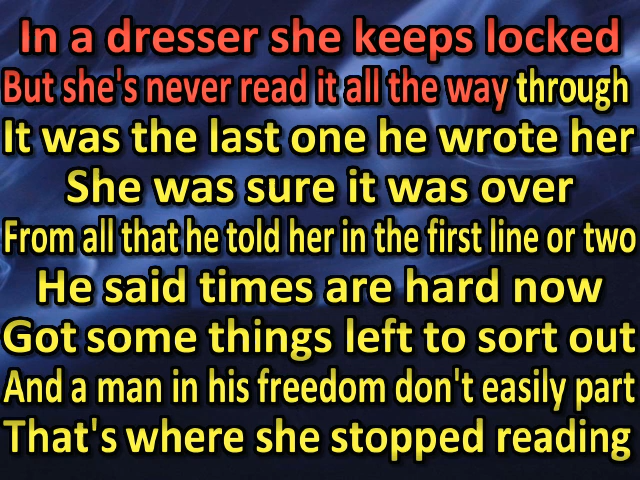 In a dresser she keeps locked
But she's never read it all the way through
It was the last one he wrote her
She was sure it was over
From all that he told her in the first line or two
He said times are hard now
Got some things left to sort out
And a man in his freedom don't easily part
That's where she stopped reading